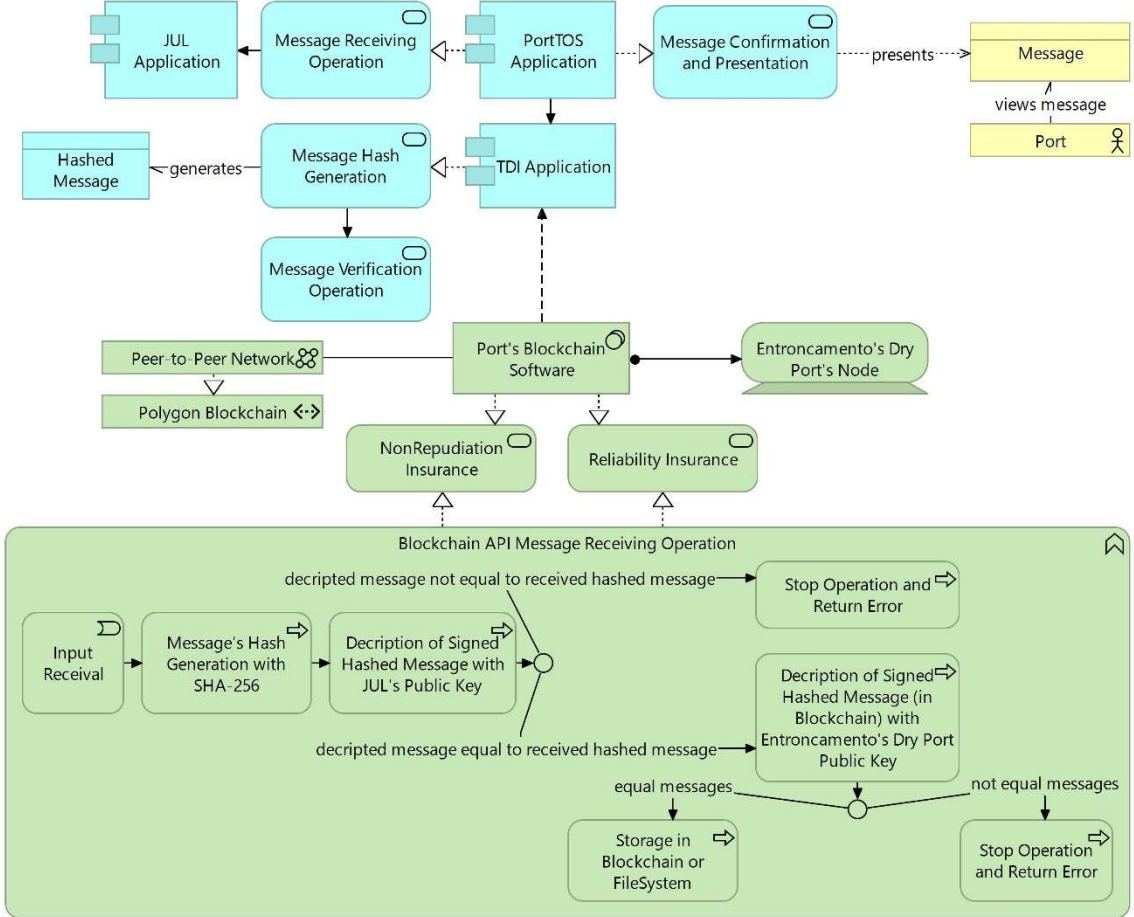 JUL
Application
Message Receiving
Operation
PortTOS
Application
Message Confirmation
and Presentation
presents
Message
views message
Port
Hashed
Message
generates
Message Hash
Generation
TDI Application
Message Verification
Operation
Peer-to-Peer Network
Port's Blockchain
Software
Entroncamento's Dry
Port's Node
Polygon Blockchain
NonRepudiation
Insurance
Reliability Insurance
Blockchain API Message Receiving Operation
decripted message not equal to received hashed message
Stop Operation and
Return Error
Input
Receival
Message's Hash
Generation with
SHA-256
Decription of Signed
Hashed Message with
JUL's Public Key
Decription of Signed
Hashed Message (in
Blockchain) with
Entroncamento's Dry Port
Public Key
decripted message equal to received hashed message
equal messages
not equal messages
Storage in
Blockchain or
FileSystem
Stop Operation
and Return Error